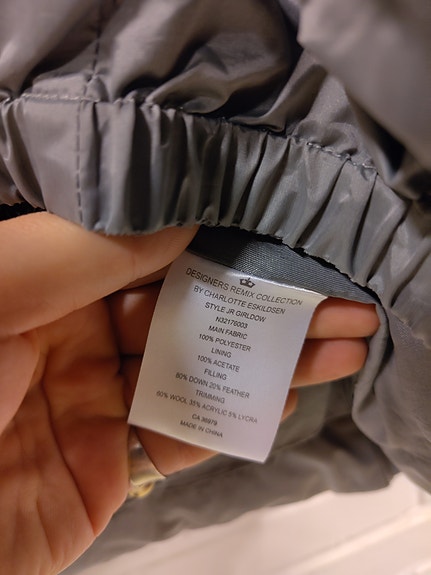 DESIGNERS REMIX COLLECTION
BY CHARLOTTE ESKILDSEN
STYLE JR GIRLDOW
N32176003
MAIN FABRIC
100% POLYESTER
LINING
100% ACETATE
FILLING
80% DOWN 20% FEATHER
TRIMMING
60% WOOL 35% ACRYLIC 5% LYCRA
CA 36979
MADE IN CHINA